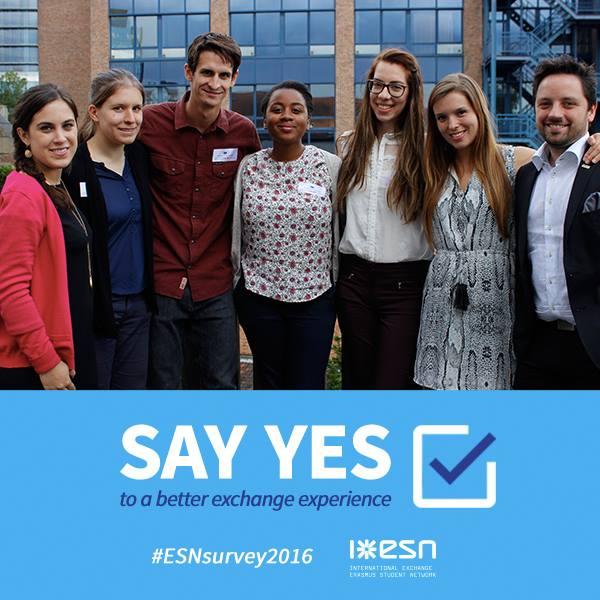 SAY YES
to a better exchange experience
#ESNsurvey2016
esn
INTERNATIONAL EXCHANGE
ERASMUS STUDENT NETWORK